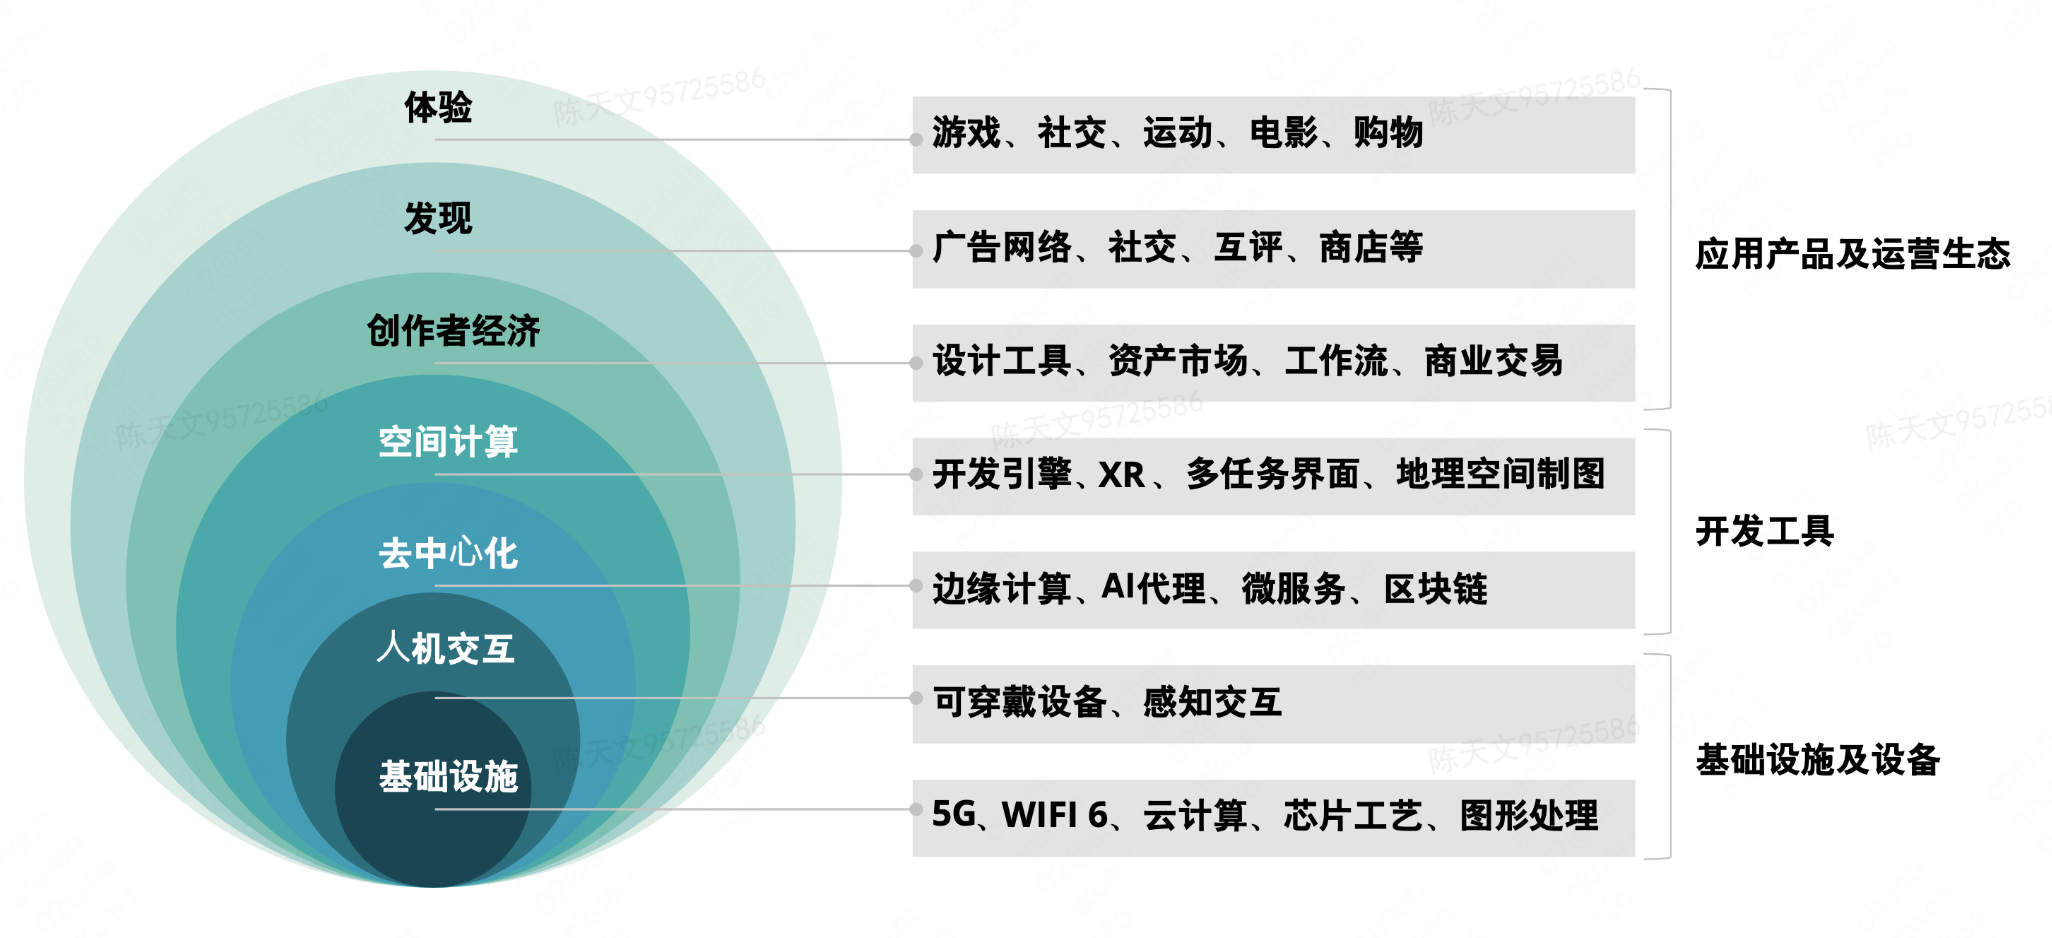 体验
游戏、社交、运动、电影、购物
发现
广告网络、社交、互评、商店等
创作者经济
设计工具、资产市场、工作流、商业交易
应用产品及运营生态
空间计算
开发引擎、XR、多任务界面、地理空间制图
去中心化
边缘计算、AI代理、微服务、区块链
开发工具
人机交互
可穿戴设备、感知交互
基础设施
5G、WIFI 6、云计算、芯片工艺、图形处理
基础设施及设备
陈天文95725586
陈天文95725586
陈天文95725586
陈天文95725586
陈天文9572558
陈天文95725586
陈天文95725586